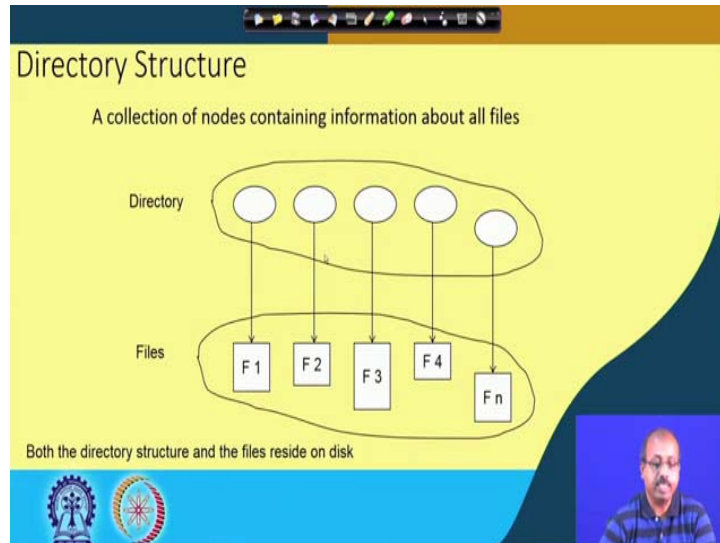 Directory Structure
A collection of nodes containing information about all files
Directory
Files
F 1
F 2
F 3
F 4
F n
Both the directory structure and the files reside on disk